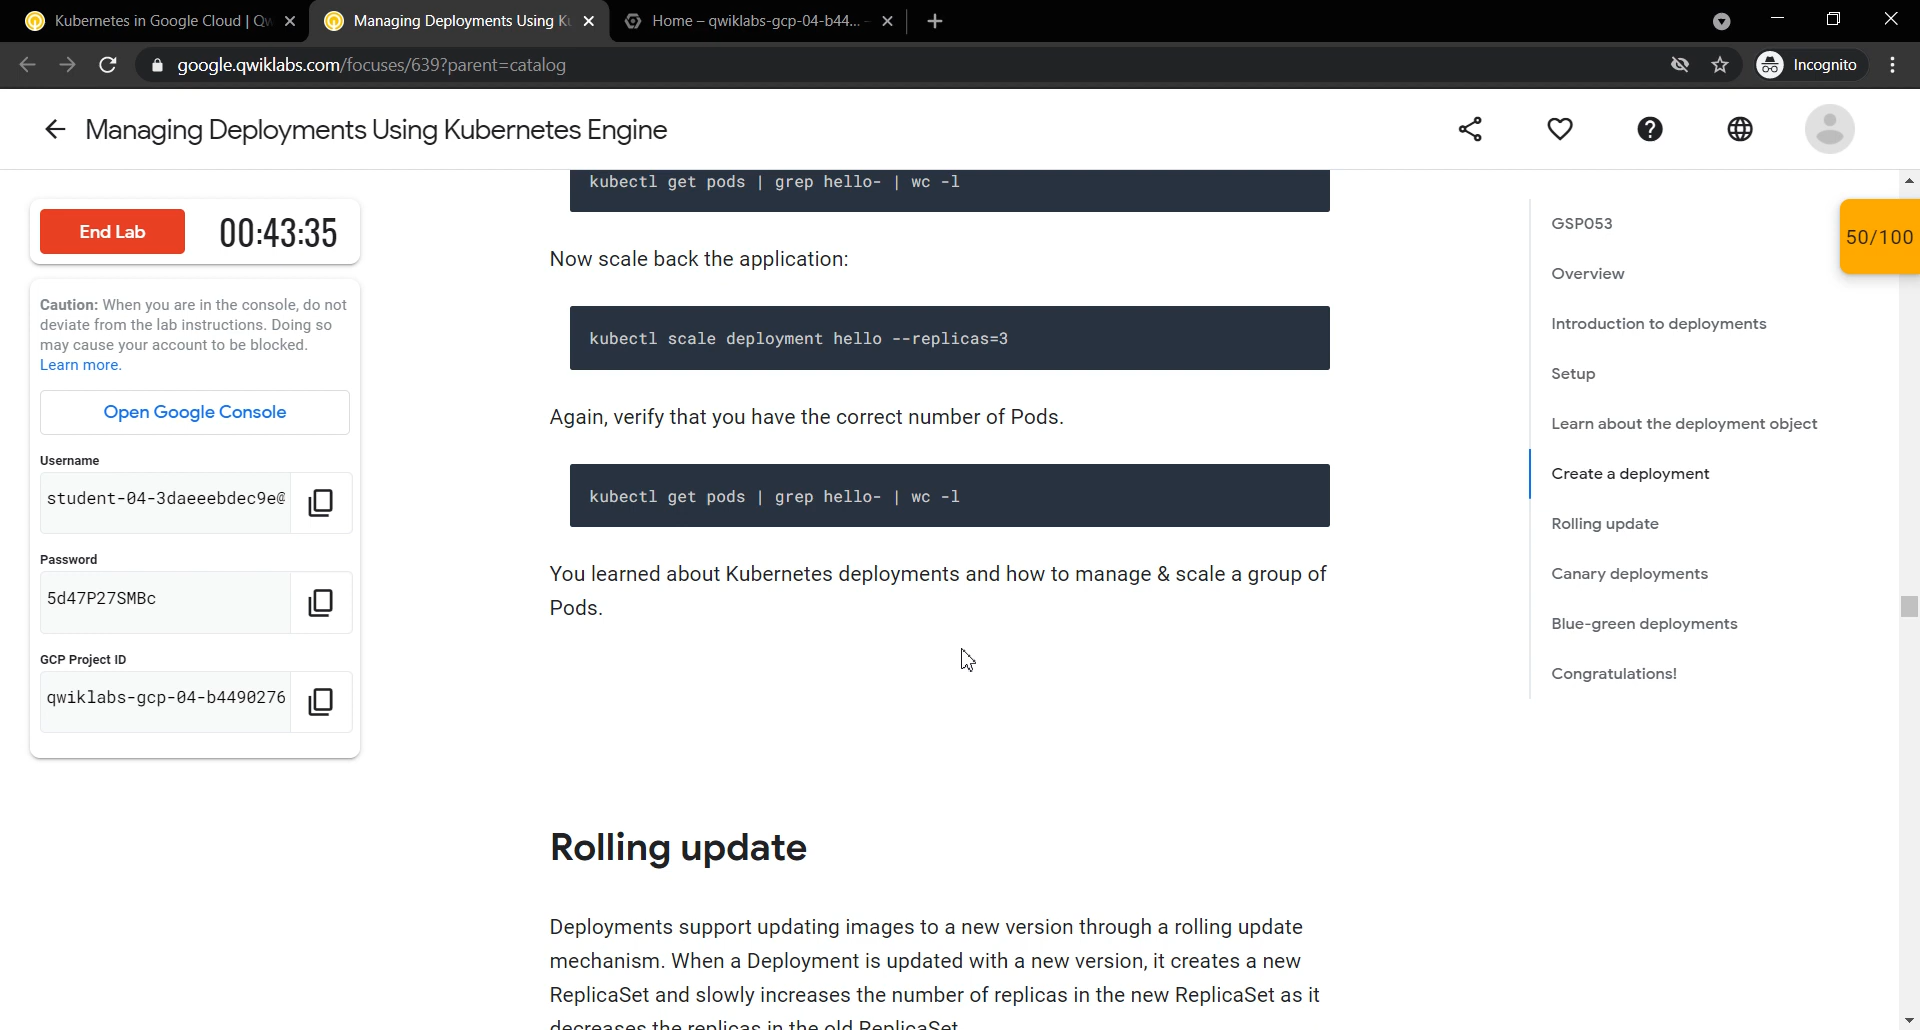 Kubernetes in Google Cloud | Qw
Managing Deployments Using Ku
Home – qwiklabs-gcp-04-b44...
google.qwiklabs.com/focuses/639?parent=catalog
Incognito
Managing Deployments Using Kubernetes Engine
End Lab
00:43:35
Caution: When you are in the console, do not
deviate from the lab instructions. Doing so
may cause your account to be blocked.
Learn more.
Open Google Console
Username
student-04-3daeeebdec9e@
Password
5d47P27SMBc
GCP Project ID
qwiklabs-gcp-04-b4490276
kubectl get pods | grep hello- | wc -l
Now scale back the application:
kubectl scale deployment hello --replicas=3
Again, verify that you have the correct number of Pods.
kubectl get pods | grep hello- | wc -l
You learned about Kubernetes deployments and how to manage & scale a group of
Pods.
Rolling update
Deployments support updating images to a new version through a rolling update
mechanism. When a Deployment is updated with a new version, it creates a new
ReplicaSet and slowly increases the number of replicas in the new ReplicaSet as it
decreases the replicas in the old ReplicaSet.
GSP053
Overview
Introduction to deployments
Setup
Learn about the deployment object
Create a deployment
Rolling update
Canary deployments
Blue-green deployments
Congratulations!
50/100